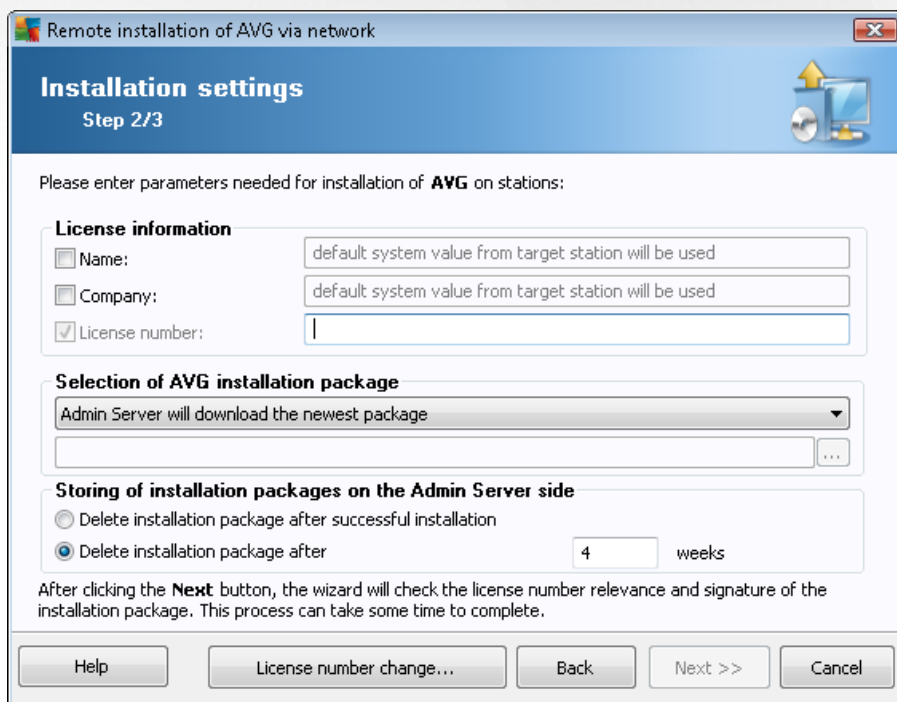 Remote installation of AVG via network
Installation settings
Step 2/3
Please enter parameters needed for installation of AVG on stations:
License information
Name: default system value from target station will be used
Company: default system value from target station will be used
License number:
Selection of AVG installation package
Admin Server will download the newest package
...
Storing of installation packages on the Admin Server side
Delete installation package after successful installation
Delete installation package after 4 weeks
After clicking the Next button, the wizard will check the license number relevance and signature of the
installation package. This process can take some time to complete.
Help License number change... Back Next >> Cancel